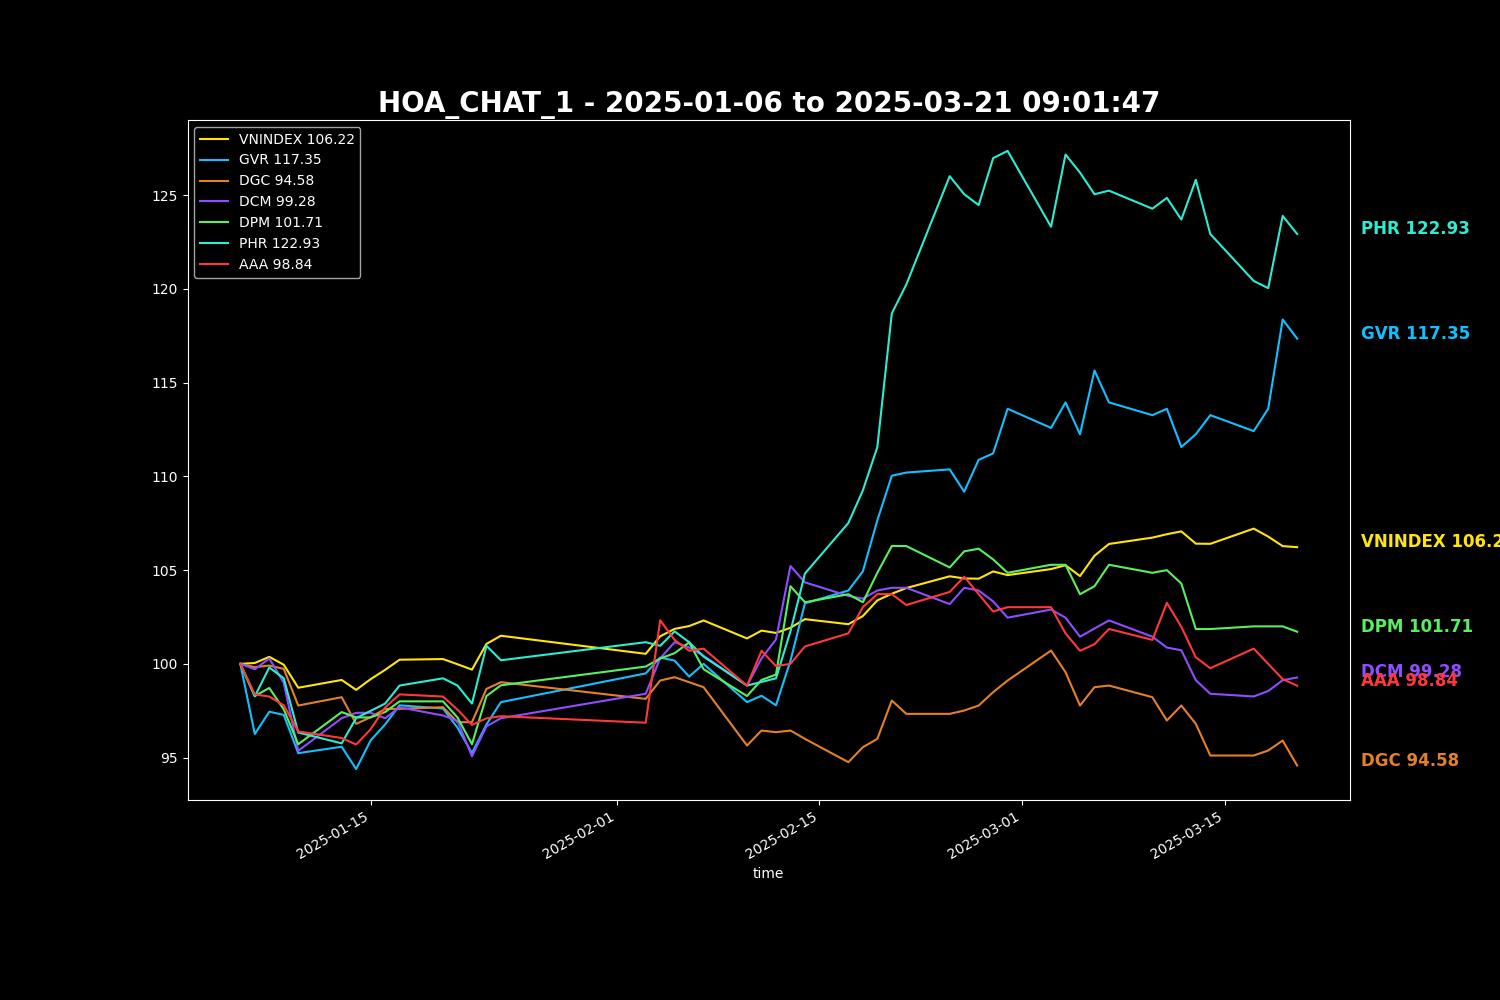 HOA_CHAT_1 - 2025-01-06 to 2025-03-21 09:01:47
VNINDEX 106.22
GVR 117.35
DGC 94.58
DCM 99.28
DPM 101.71
PHR 122.93
AAA 98.84
125
120
115
110
105
100
95
PHR 122.93
GVR 117.35
VNINDEX 106.2
DPM 101.71
DCM 99.28
AAA 98.84
DGC 94.58
2025-01-15
2025-02-01
2025-02-15
2025-03-01
2025-03-15
time